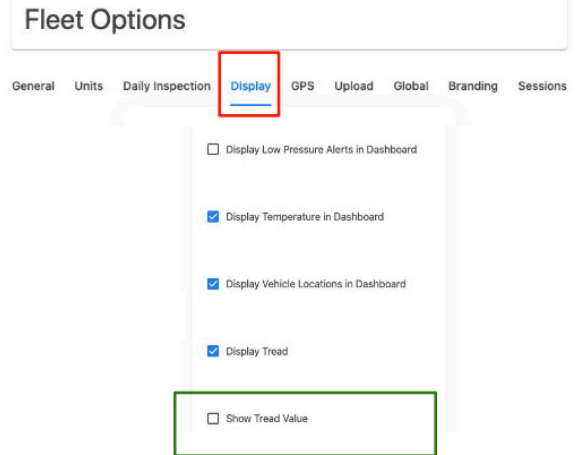 Fleet Options
General Units Daily Inspection Display GPS Upload Global Branding Sessions
Display Low Pressure Alerts in Dashboard
Display Temperature in Dashboard
Display Vehicle Locations in Dashboard
Display Tread
Show Tread Value